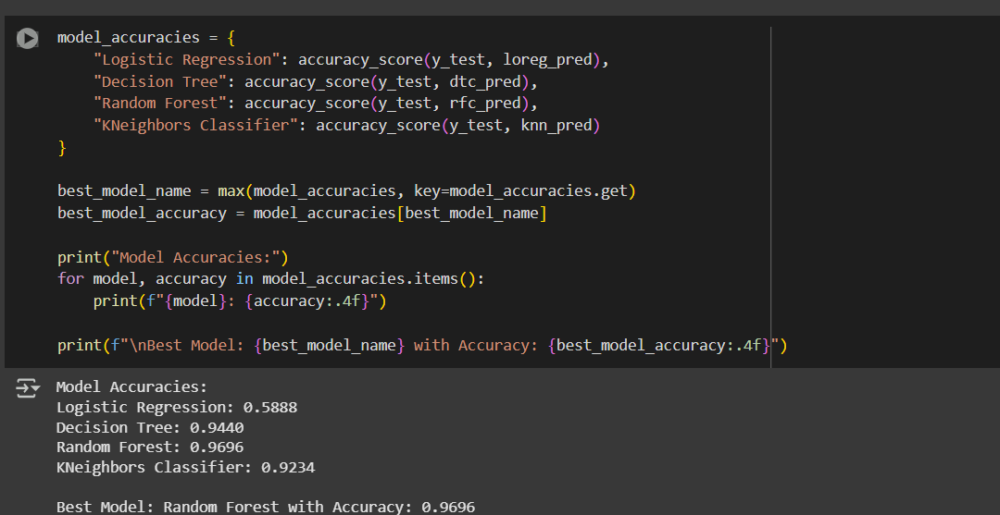 model_accuracies = {
    "Logistic Regression": accuracy_score(y_test, loreg_pred),
    "Decision Tree": accuracy_score(y_test, dtc_pred),
    "Random Forest": accuracy_score(y_test, rfc_pred),
    "KNeighbors Classifier": accuracy_score(y_test, knn_pred)
}
best_model_name = max(model_accuracies, key=model_accuracies.get)
best_model_accuracy = model_accuracies[best_model_name]
print("Model Accuracies:")
for model, accuracy in model_accuracies.items():
    print(f"{model}: {accuracy:.4f}")
print(f"\nBest Model: {best_model_name} with Accuracy: {best_model_accuracy:.4f}")
Model Accuracies:
Logistic Regression: 0.5888
Decision Tree: 0.9440
Random Forest: 0.9696
KNeighbors Classifier: 0.9234
Best Model: Random Forest with Accuracy: 0.9696